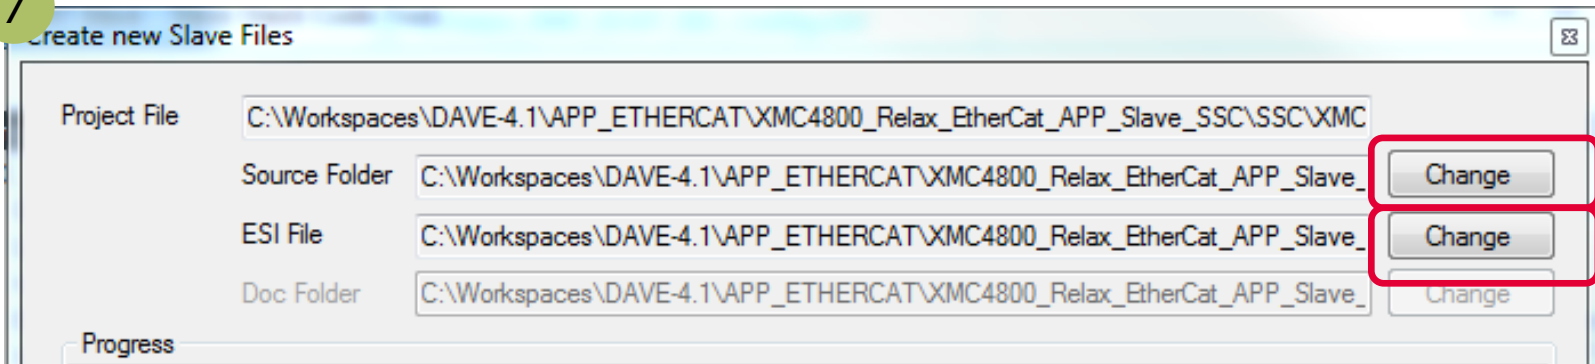 7
Create new Slave Files
Project File C:\Workspaces\DAVE-4.1\APP_ETHERCAT\XMC4800_Relax_EtherCat_APP_Slave_SSC\SSC\XMC
Source Folder C:\Workspaces\DAVE-4.1\APP_ETHERCAT\XMC4800_Relax_EtherCat_APP_Slave_ Change
ESI File C:\Workspaces\DAVE-4.1\APP_ETHERCAT\XMC4800_Relax_EtherCat_APP_Slave_ Change
Doc Folder C:\Workspaces\DAVE-4.1\APP_ETHERCAT\XMC4800_Relax_EtherCat_APP_Slave_ Change
Progress